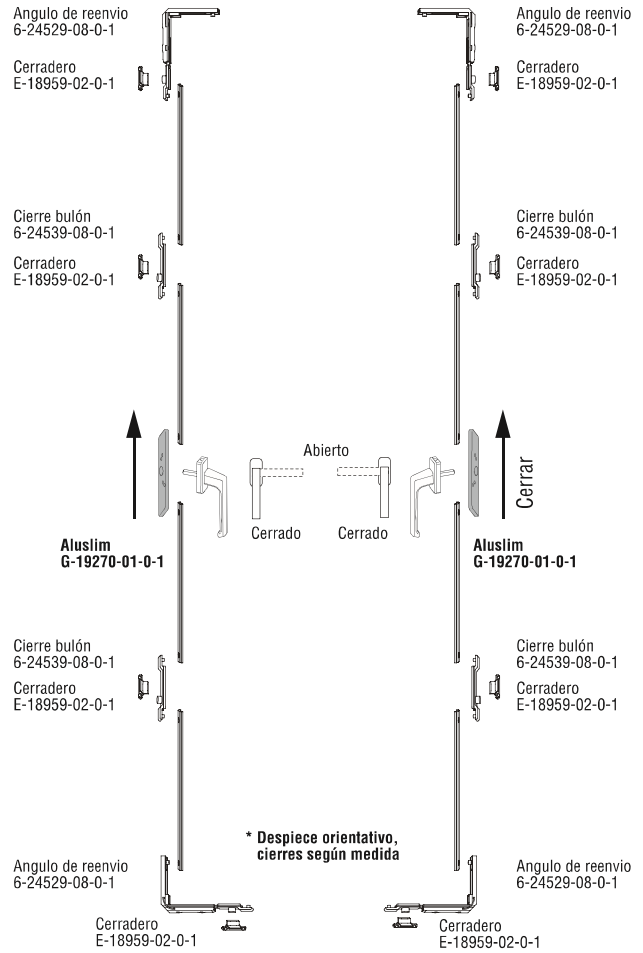 Angulo de reenvio
6-24529-08-0-1
Angulo de reenvio
6-24529-08-0-1
Cerradero
E-18959-02-0-1
Cerradero
E-18959-02-0-1
Cierre bulón
6-24539-08-0-1
Cierre bulón
6-24539-08-0-1
Cerradero
E-18959-02-0-1
Cerradero
E-18959-02-0-1
Abierto
Cerrar
Cerrado
Cerrado
Aluslim
G-19270-01-0-1
Aluslim
G-19270-01-0-1
Cierre bulón
6-24539-08-0-1
Cierre bulón
6-24539-08-0-1
Cerradero
E-18959-02-0-1
Cerradero
E-18959-02-0-1
* Despiece orientativo,
cierres según medida
Angulo de reenvio
6-24529-08-0-1
Angulo de reenvio
6-24529-08-0-1
Cerradero
E-18959-02-0-1
Cerradero
E-18959-02-0-1